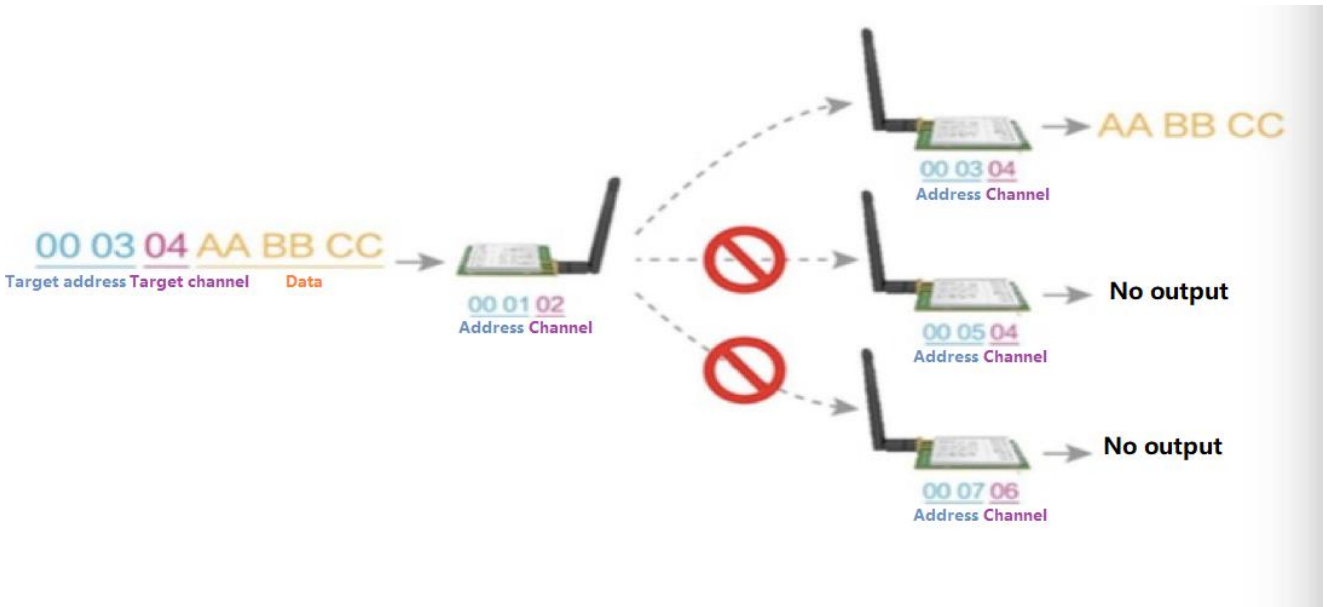 AA BB CC
00 03 04
Address Channel
00 03 04 AA BB CC
Target address Target channel Data
00 01 02
Address Channel
No output
00 05 04
Address Channel
No output
00 07 06
Address Channel